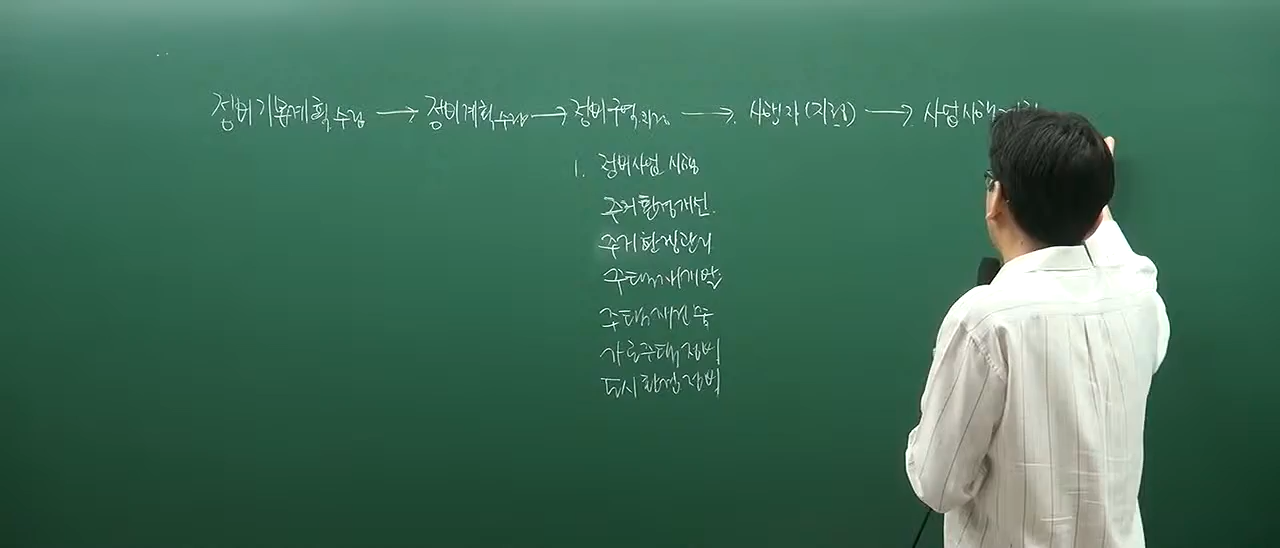 정비기본계획수립 → 정비계획수립 → 정비구역지정 → 시행자(지정) → 사업시행
1. 정비사업 시행
주거환경개선.
주거환경관리
주택재개발
주택재건축
가로주택정비
도시환경정비